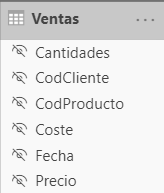 Ventas
Cantidades
CodCliente
CodProducto
Coste
Fecha
Precio